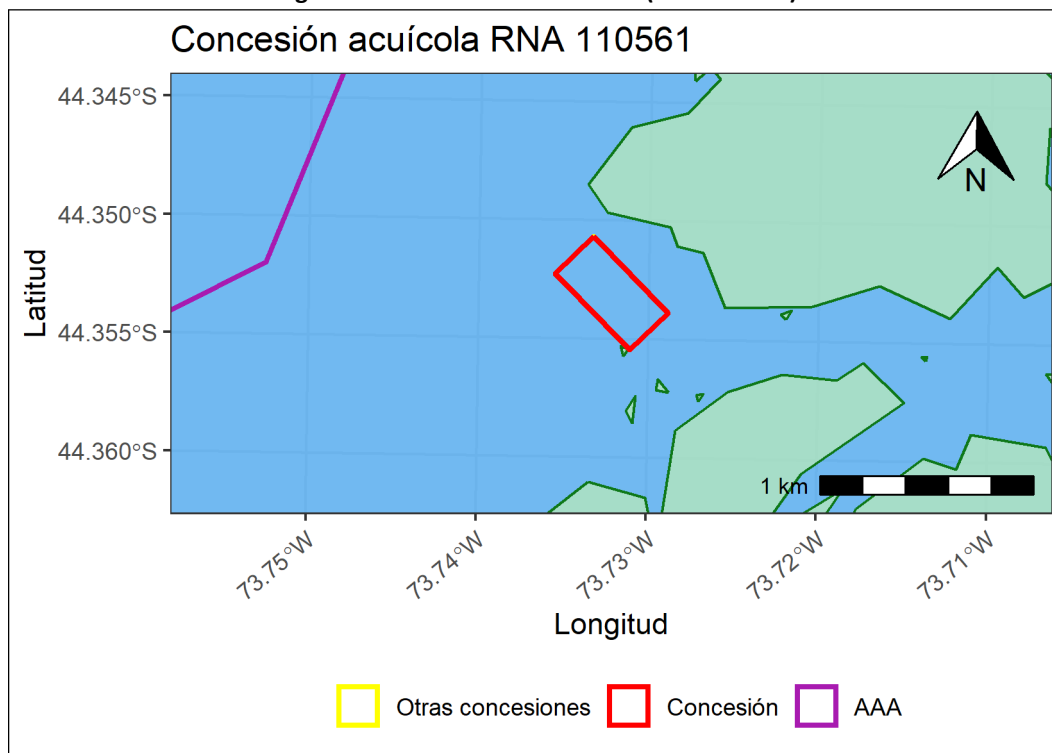 Concesión acuícola RNA 110561
44.345°S
44.350°S
44.355°S
44.360°S
Latitud
N
1 km
73.75°W
73.74°W
73.73°W
73.72°W
73.71°W
Longitud
Otras concesiones
Concesión
AAA